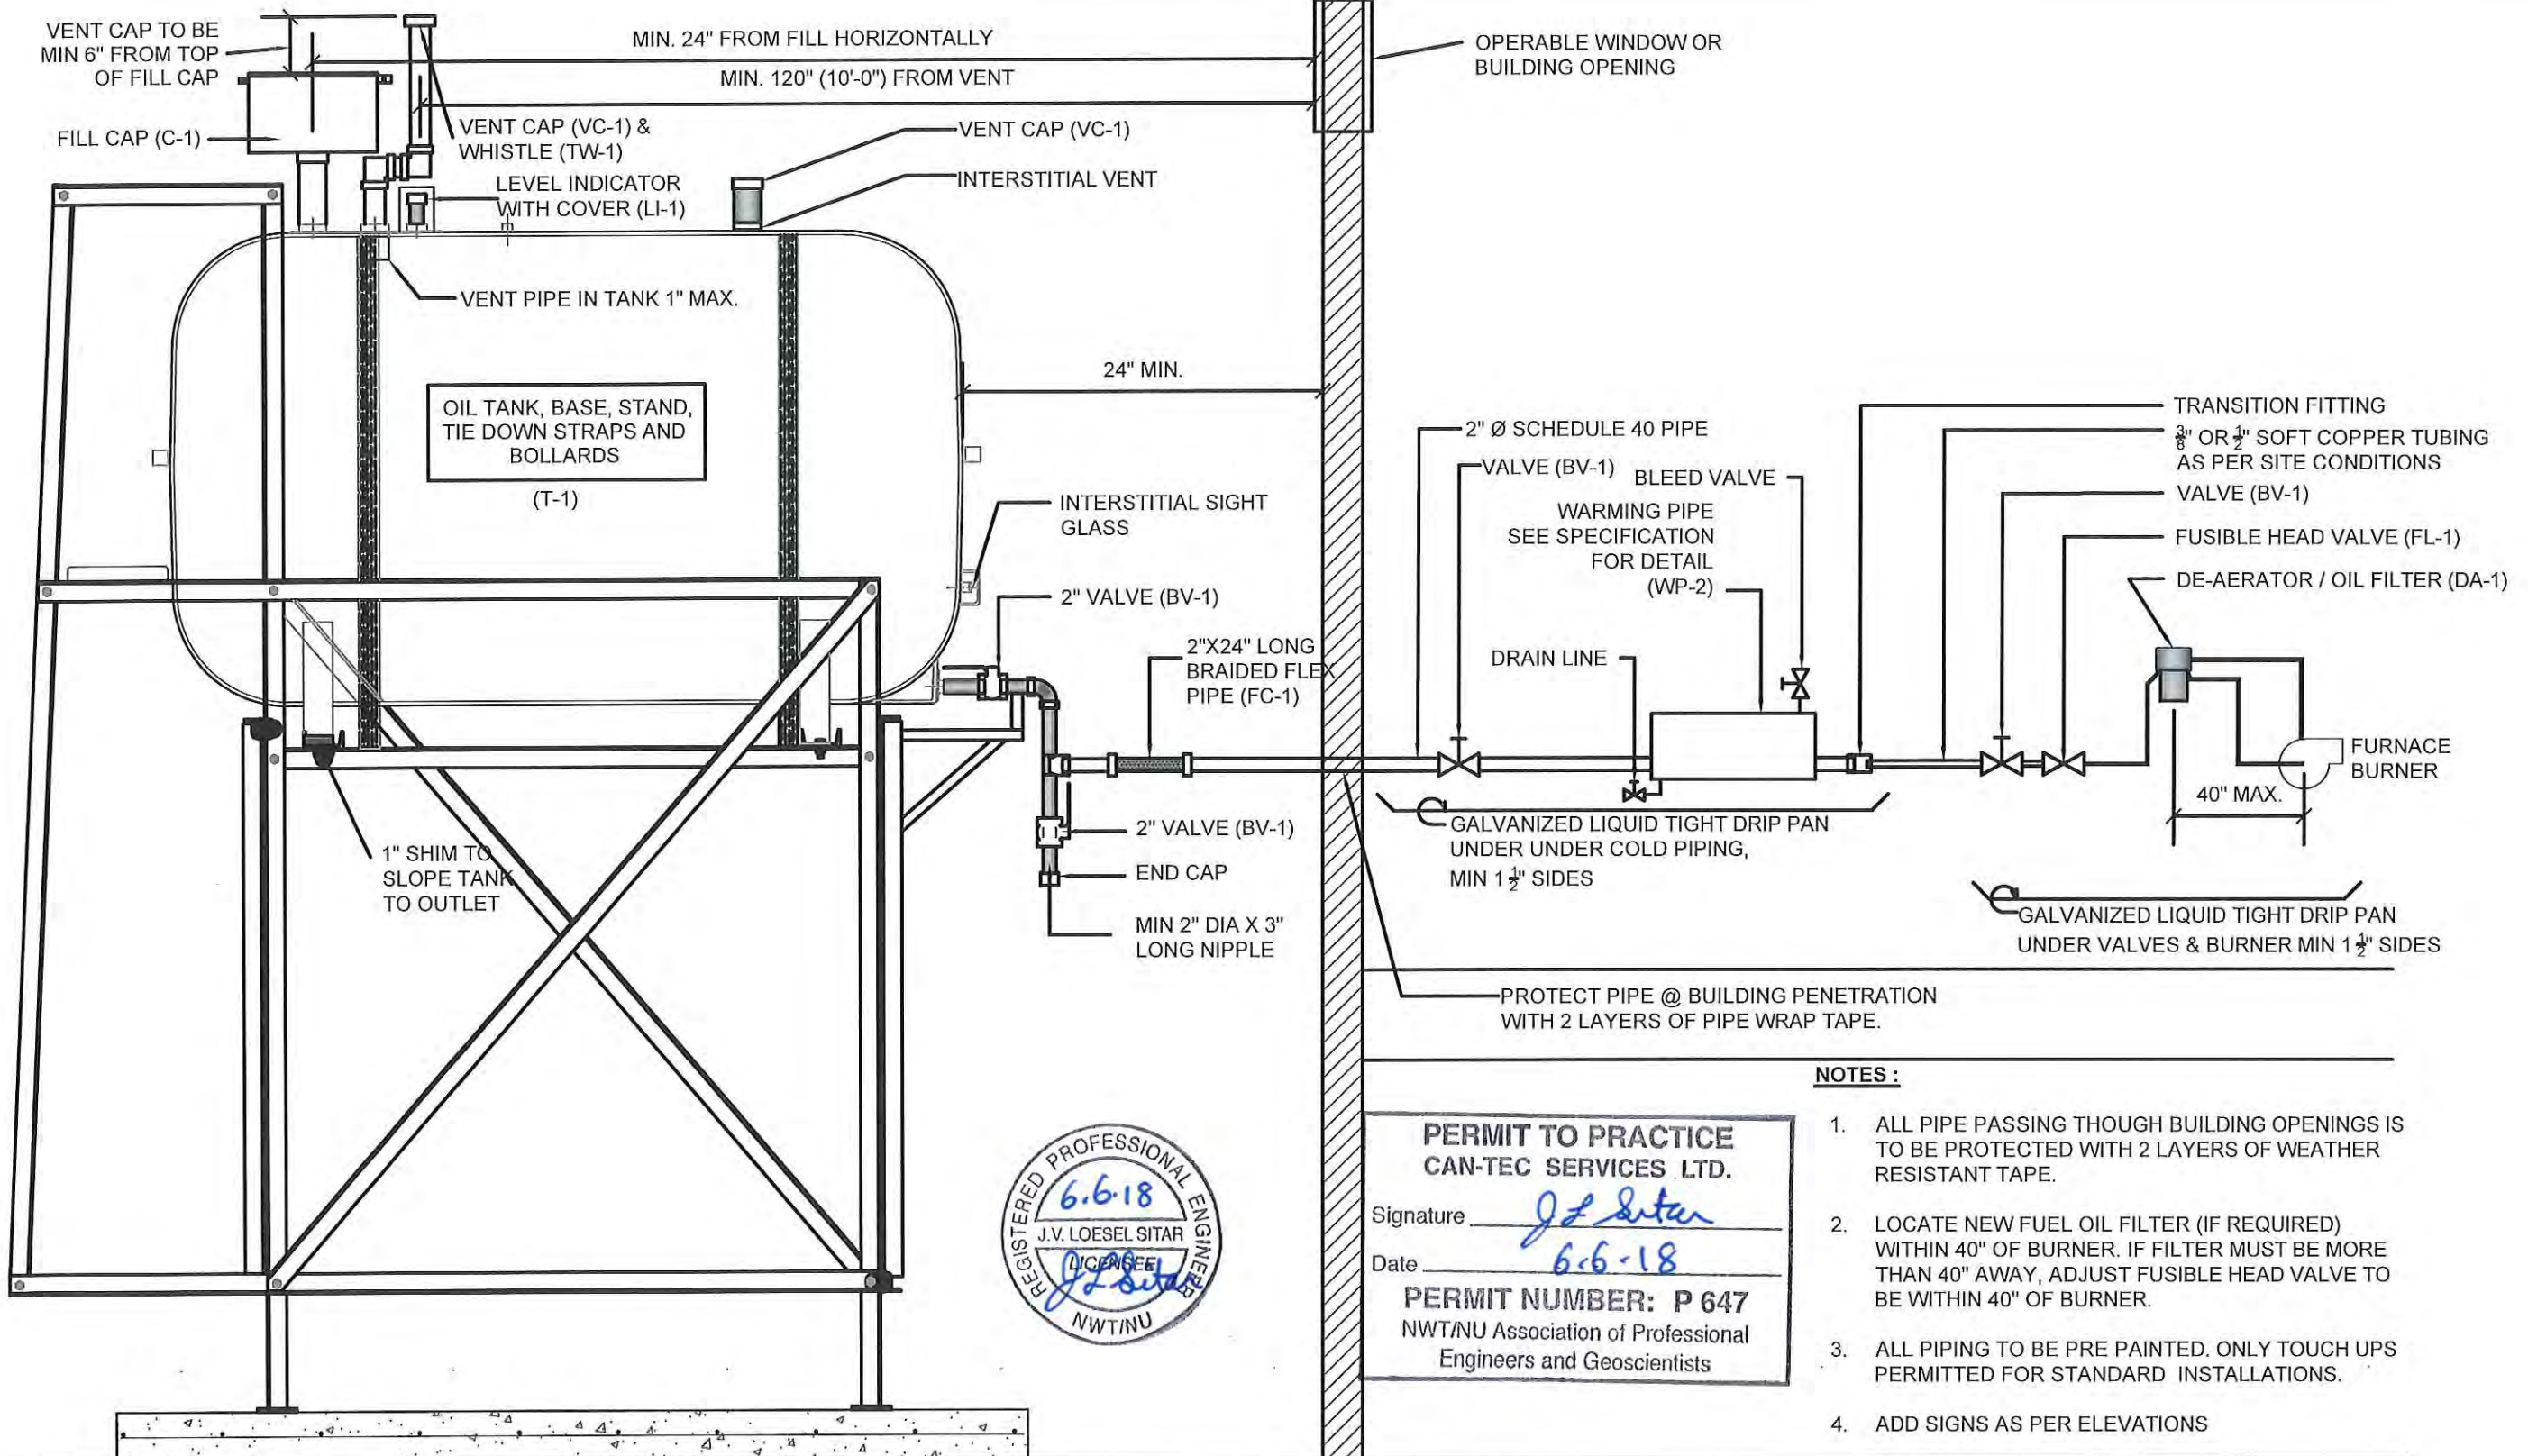 VENT CAP TO BE
MIN 6" FROM TOP
OF FILL CAP
FILL CAP (C-1)
MIN. 24" FROM FILL HORIZONTALLY
MIN. 120" (10'-0") FROM VENT
OPERABLE WINDOW OR
BUILDING OPENING
VENT CAP (VC-1) &
WHISTLE (TW-1)
LEVEL INDICATOR
WITH COVER (LI-1)
VENT CAP (VC-1)
INTERSTITIAL VENT
VENT PIPE IN TANK 1" MAX.
24" MIN.
OIL TANK, BASE, STAND,
TIE DOWN STRAPS AND
BOLLARDS
(T-1)
INTERSTITIAL SIGHT
GLASS
2" VALVE (BV-1)
2"X24" LONG
BRAIDED FLEX
PIPE (FC-1)
2" VALVE (BV-1)
END CAP
MIN 2" DIA X 3"
LONG NIPPLE
1" SHIM TO
SLOPE TANK
TO OUTLET
2" Ø SCHEDULE 40 PIPE
VALVE (BV-1)
BLEED VALVE
WARMING PIPE
SEE SPECIFICATION
FOR DETAIL
(WP-2)
DRAIN LINE
TRANSITION FITTING
3/8" OR 1/2" SOFT COPPER TUBING
AS PER SITE CONDITIONS
VALVE (BV-1)
FUSIBLE HEAD VALVE (FL-1)
DE-AERATOR / OIL FILTER (DA-1)
FURNACE
BURNER
40" MAX.
GALVANIZED LIQUID TIGHT DRIP PAN
UNDER UNDER COLD PIPING,
MIN 1 1/2" SIDES
GALVANIZED LIQUID TIGHT DRIP PAN
UNDER VALVES & BURNER MIN 1 1/2" SIDES
PROTECT PIPE @ BUILDING PENETRATION
WITH 2 LAYERS OF PIPE WRAP TAPE.
REGISTERED PROFESSIONAL ENGINEER
6.6.18
J.V. LOESEL SITAR
LICENSEE
J L Sitar
NWT/NU
PERMIT TO PRACTICE
CAN-TEC SERVICES LTD.
Signature J L Sitar
Date 6-6-18
PERMIT NUMBER: P 647
NWT/NU Association of Professional
Engineers and Geoscientists
NOTES :
1. ALL PIPE PASSING THOUGH BUILDING OPENINGS IS
TO BE PROTECTED WITH 2 LAYERS OF WEATHER
RESISTANT TAPE.
2. LOCATE NEW FUEL OIL FILTER (IF REQUIRED)
WITHIN 40" OF BURNER. IF FILTER MUST BE MORE
THAN 40" AWAY, ADJUST FUSIBLE HEAD VALVE TO
BE WITHIN 40" OF BURNER.
3. ALL PIPING TO BE PRE PAINTED. ONLY TOUCH UPS
PERMITTED FOR STANDARD INSTALLATIONS.
4. ADD SIGNS AS PER ELEVATIONS